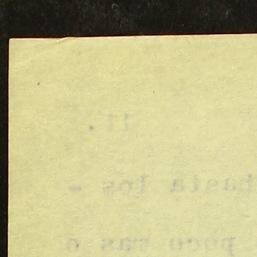 11.
hasta los -
poco mas o